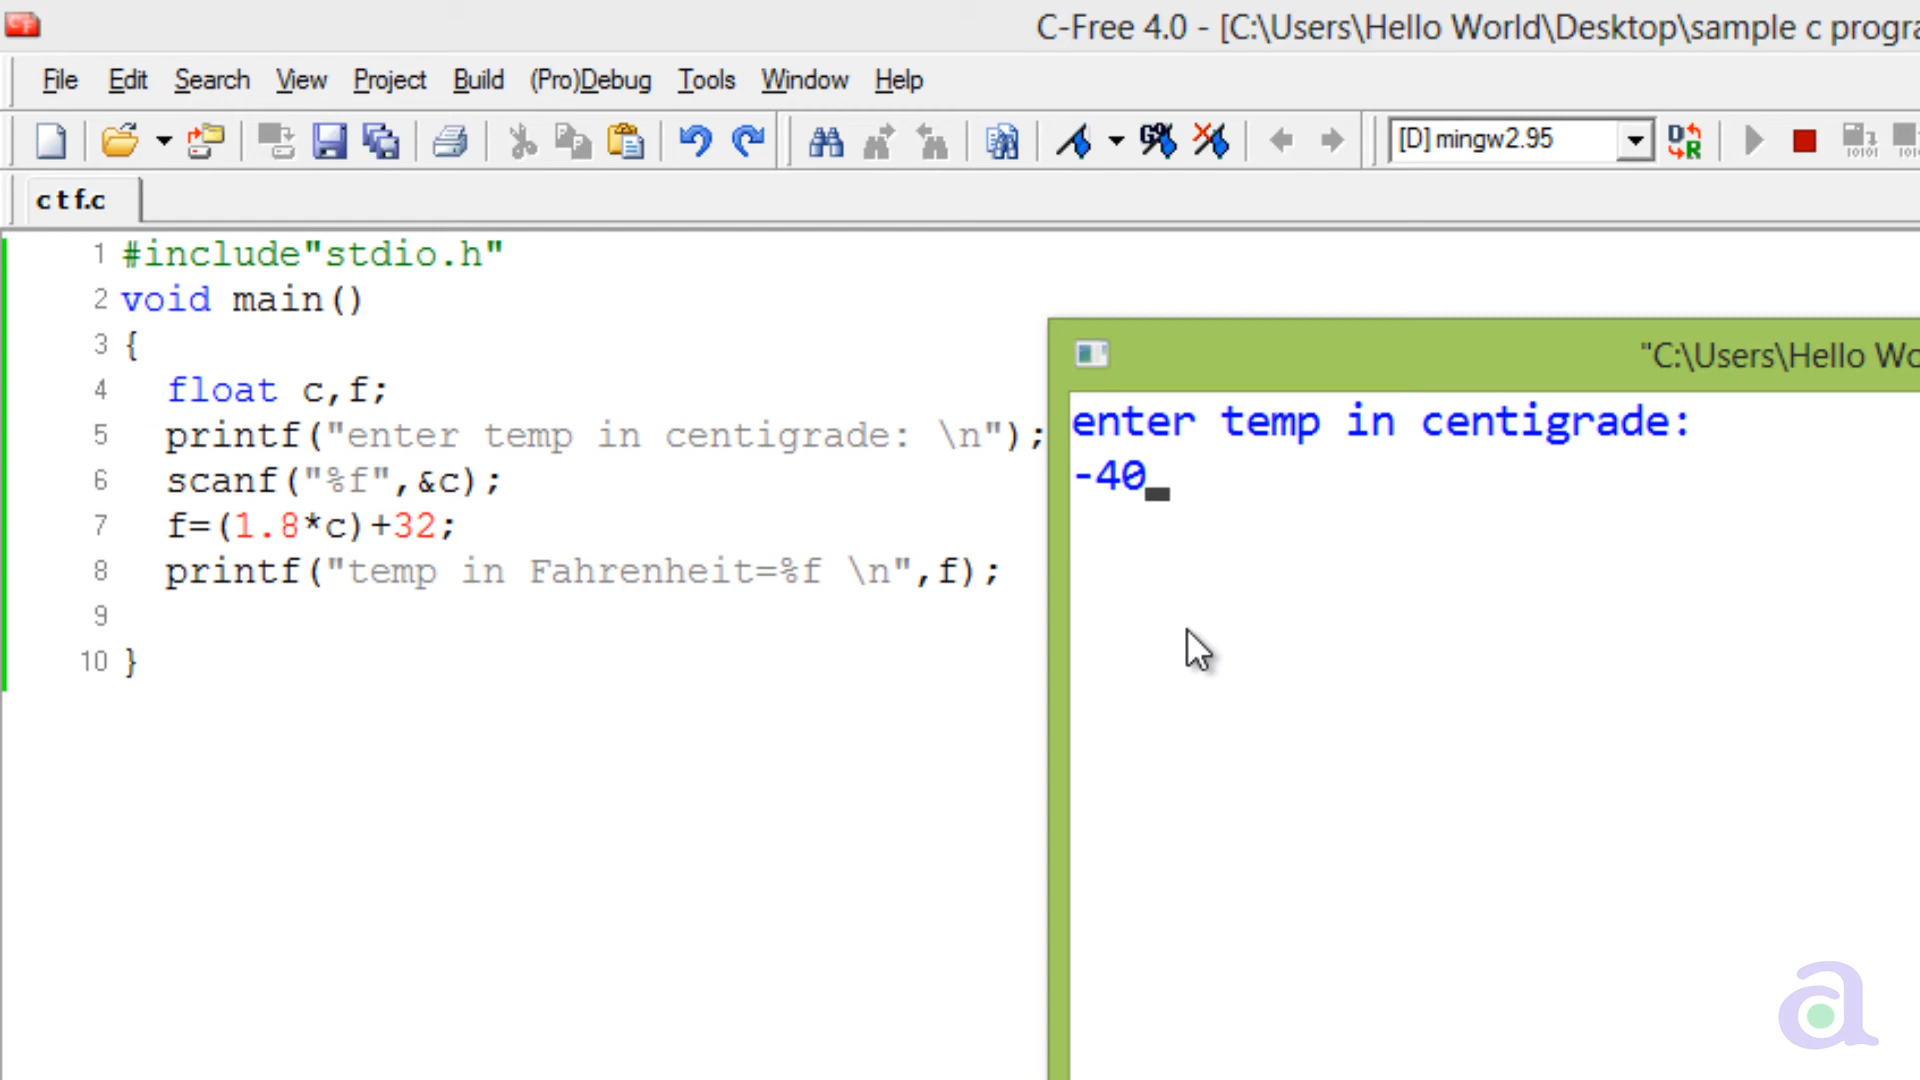 C-Free 4.0 - [C:\Users\Hello World\Desktop\sample c progra
File Edit Search View Project Build (Pro)Debug Tools Window Help
[D] mingw2.95
c t f.c
1 #include"stdio.h"
2 void main()
3 {
4 float c,f;
5 printf("enter temp in centigrade: \n");
6 scanf("%f",&c);
7 f=(1.8*c)+32;
8 printf("temp in Fahrenheit=%f \n",f);
9
10 }
"C:\Users\Hello Wo
enter temp in centigrade:
-40_
a